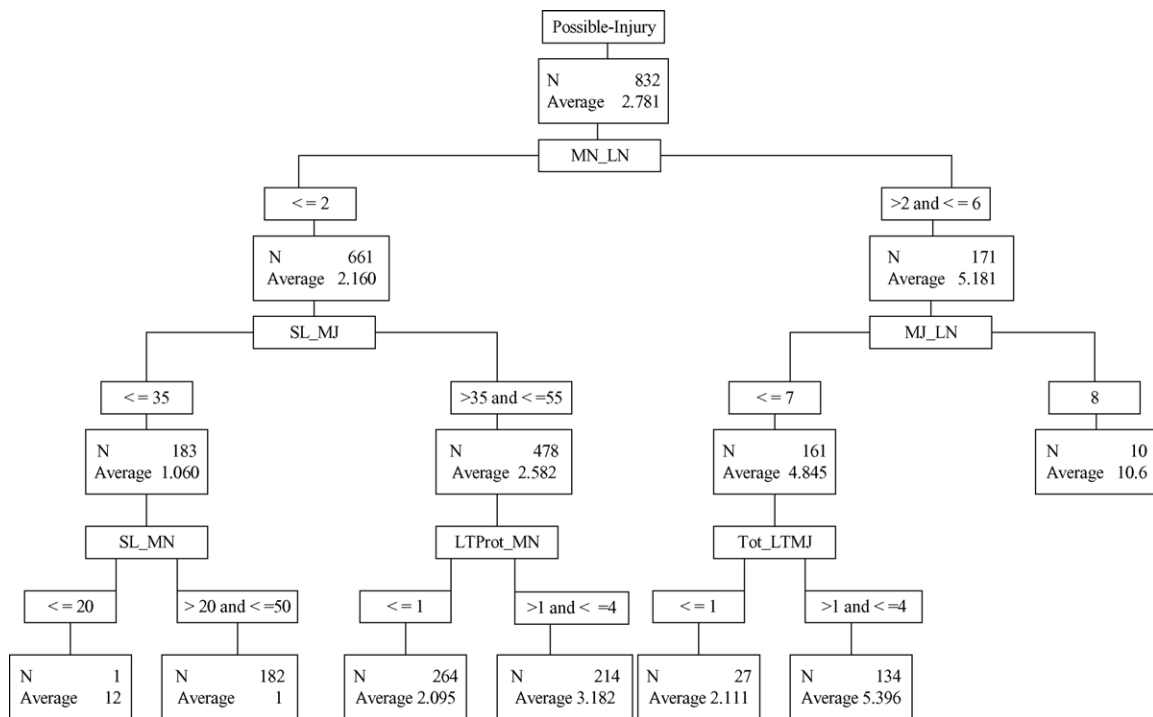 Possible-Injury
N 832
Average 2.781
MN_LN
< = 2
>2 and < = 6
N 661
Average 2.160
N 171
Average 5.181
SL_MJ
MJ_LN
< = 35
>35 and < =55
< = 7
8
N 183
Average 1.060
N 478
Average 2.582
N 161
Average 4.845
N 10
Average 10.6
SL_MN
LTProt_MN
Tot_LTMJ
< = 20
> 20 and < =50
< = 1
>1 and < =4
< = 1
>1 and < =4
N 1
Average 12
N 182
Average 1
N 264
Average 2.095
N 214
Average 3.182
N 27
Average 2.111
N 134
Average 5.396